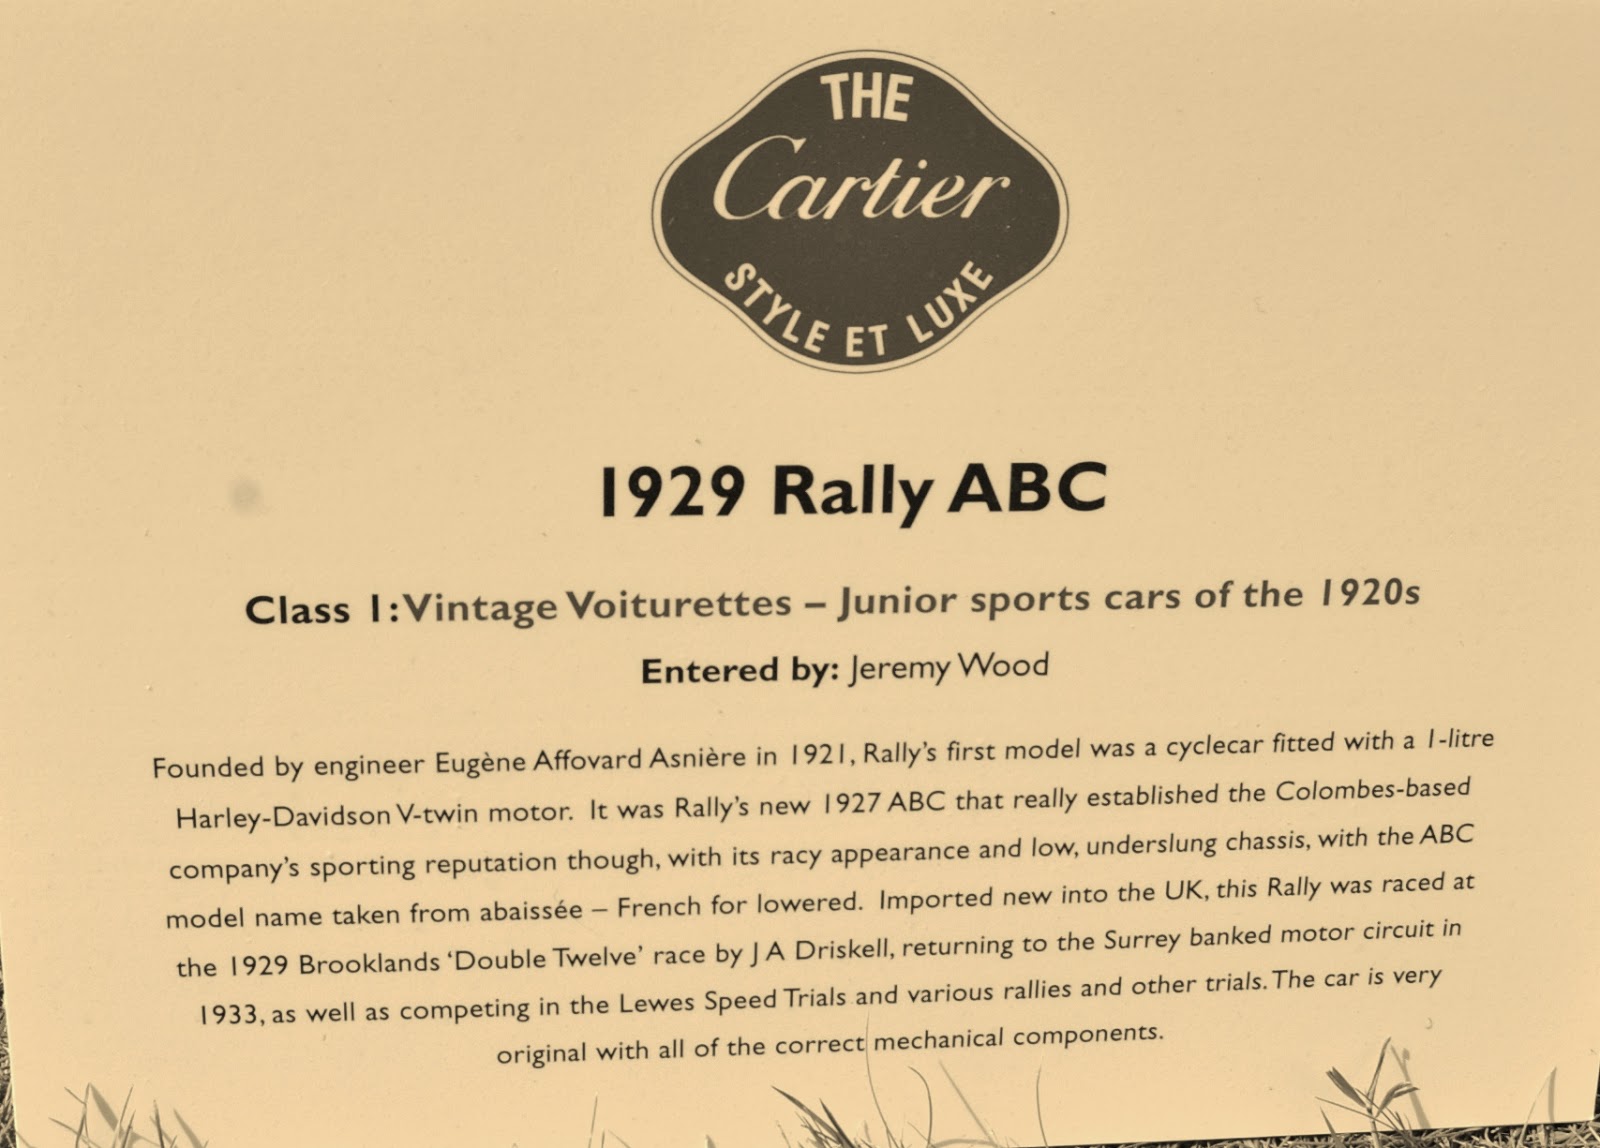 THE
Cartier
STYLE ET LUXE
1929 Rally ABC
Class 1: Vintage Voiturettes – Junior sports cars of the 1920s
Entered by: Jeremy Wood
Founded by engineer Eugène Affovard Asnière in 1921, Rally's first model was a cyclecar fitted with a 1-litre
Harley-Davidson V-twin motor. It was Rally's new 1927 ABC that really established the Colombes-based
company's sporting reputation though, with its racy appearance and low, underslung chassis, with the ABC
model name taken from abaissée – French for lowered. Imported new into the UK, this Rally was raced at
the 1929 Brooklands 'Double Twelve' race by J A Driskell, returning to the Surrey banked motor circuit in
1933, as well as competing in the Lewes Speed Trials and various rallies and other trials. The car is very
original with all of the correct mechanical components.